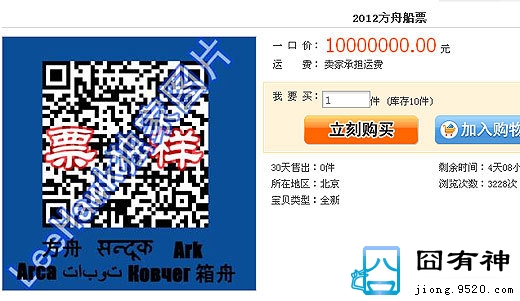 2012方舟船票
一 口 价： 10000000.00 元
运 费： 卖家承担运费
我 要 买： 1 件 (库存10件)
立刻购买 加入购物
30天售出：0件 剩余时间：4天08小
所在地区：北京 浏览次数：3228次
宝贝类型：全新
LeeHawk独家图片
票 样
方舟 सन्दूक Ark
Arca تابوت Ковчег 箱舟
囧有神
jiong.9520.com